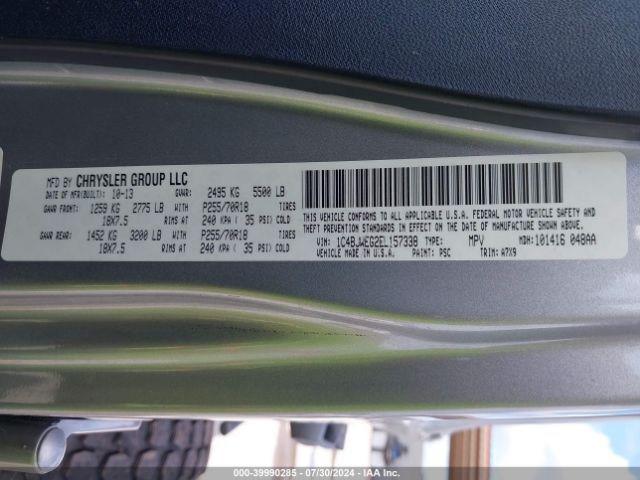 MFD BY CHRYSLER GROUP LLC
DATE OF MFR(BUILT): 10-13 GVWR: 2495 KG 5500 LB
GAWR FRONT: 1259 KG 2775 LB WITH P255/70R18 TIRES
18X7.5 RIMS AT 240 KPA ( 35 PSI) COLD
GAWR REAR: 1452 KG 3200 LB WITH P255/70R18 TIRES
18X7.5 RIMS AT 240 KPA ( 35 PSI) COLD
THIS VEHICLE CONFORMS TO ALL APPLICABLE U.S.A. FEDERAL MOTOR VEHICLE SAFETY AND
THEFT PREVENTION STANDARDS IN EFFECT ON THE DATE OF MANUFACTURE SHOWN ABOVE.
VIN: 1C4BJWEG2EL157338 TYPE: MPV MDH: 101416 048AA
VEHICLE MADE IN U.S.A. PAINT: PSC TRIM: A7X9
000-39990285 - 07/30/2024 - IAA Inc.